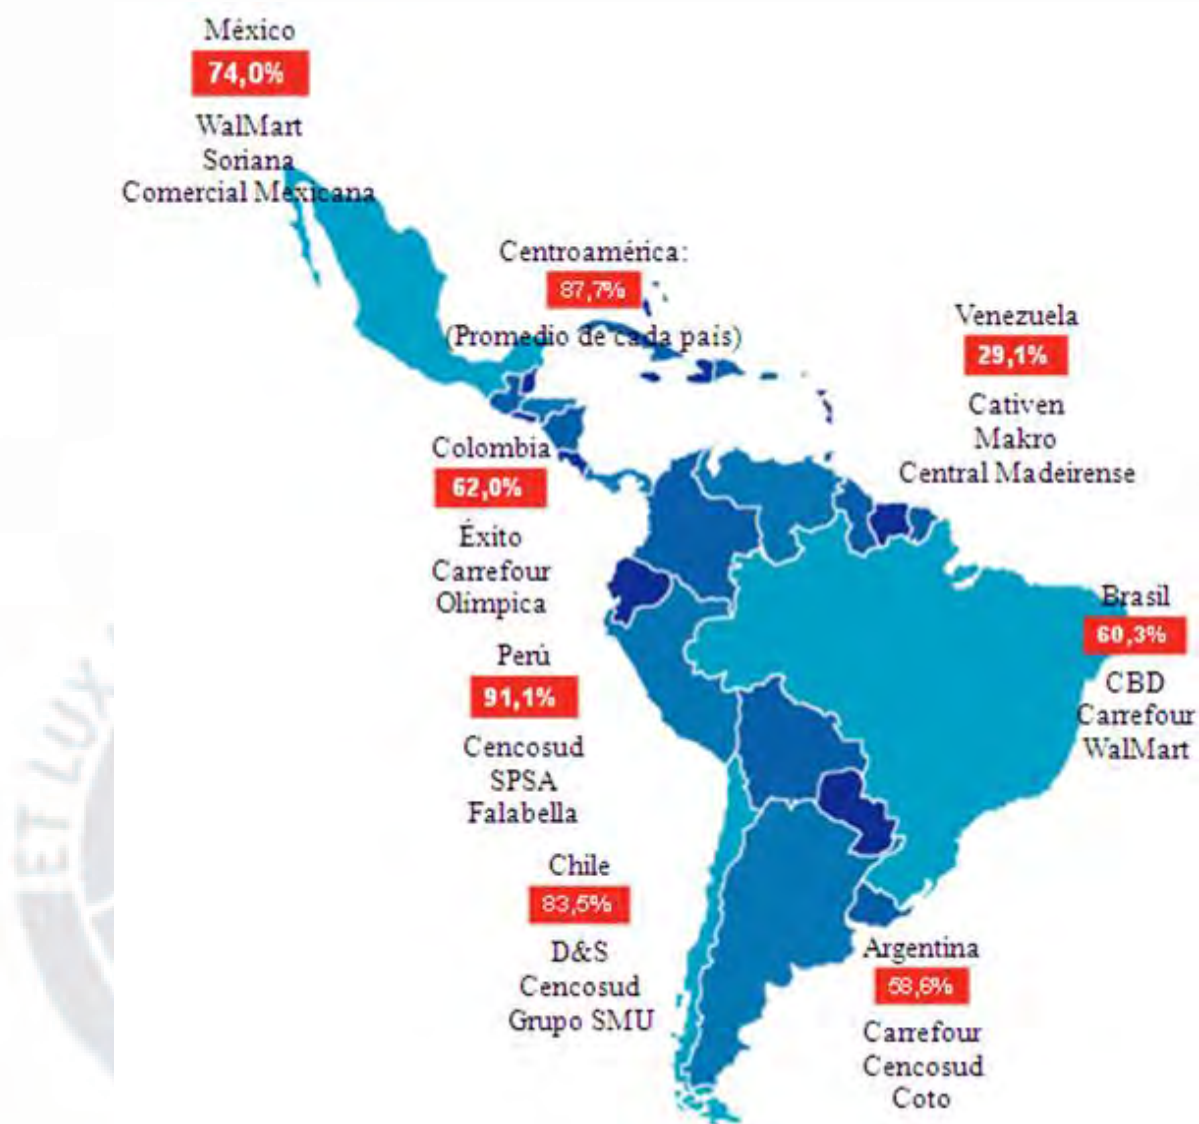 México
74,0%
WalMart
Soriana
Comercial Mexicana
Centroamérica:
87,7%
(Promedio de cada país)
Venezuela
29,1%
Cativen
Makro
Central Madeirense
Colombia
62,0%
Éxito
Carrefour
Olímpica
Brasil
60,3%
CBD
Carrefour
WalMart
Perú
91,1%
Cencosud
SPSA
Falabella
Chile
83,5%
D&S
Cencosud
Grupo SMU
Argentina
58,6%
Carrefour
Cencosud
Coto
ET LUX